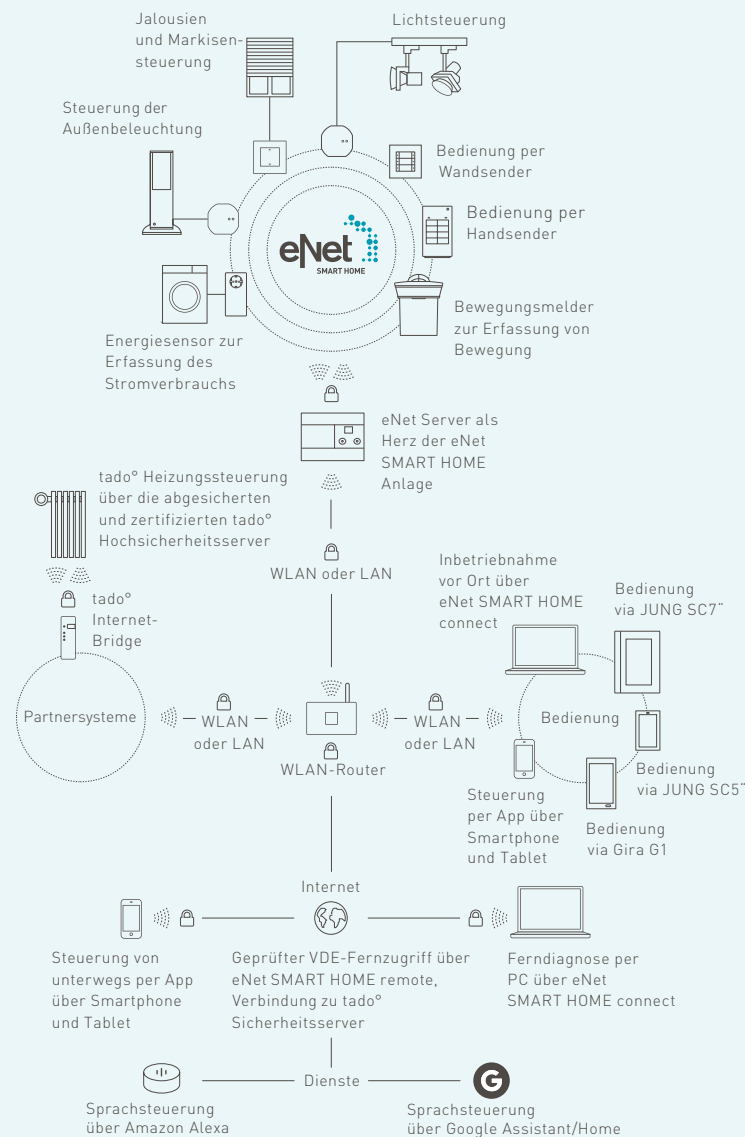 Jalousien
und Markisen-
steuerung
Lichtsteuerung
Steuerung der
Außenbeleuchtung
Bedienung per
Wandsender
Bedienung per
Handsender
eNet
SMART HOME
Bewegungsmelder
zur Erfassung von
Bewegung
Energiesensor zur
Erfassung des
Stromverbrauchs
eNet Server als
Herz der eNet
SMART HOME
Anlage
tado° Heizungssteuerung
über die abgesicherten
und zertifizierten tado°
Hochsicherheitsserver
WLAN oder LAN
tado°
Internet-
Bridge
Inbetriebnahme
vor Ort über
eNet SMART HOME
connect
Bedienung
via JUNG SC7"
Partnersysteme
WLAN
oder LAN
WLAN
oder LAN
Bedienung
WLAN-Router
Bedienung
via JUNG SC5"
Steuerung
per App über
Smartphone
und Tablet
Bedienung
via Gira G1
Internet
Steuerung von
unterwegs per App
über Smartphone
und Tablet
Geprüfter VDE-Fernzugriff über
eNet SMART HOME remote,
Verbindung zu tado°
Sicherheitsserver
Ferndiagnose per
PC über eNet
SMART HOME connect
Dienste
G
Sprachsteuerung
über Amazon Alexa
Sprachsteuerung
über Google Assistant/Home